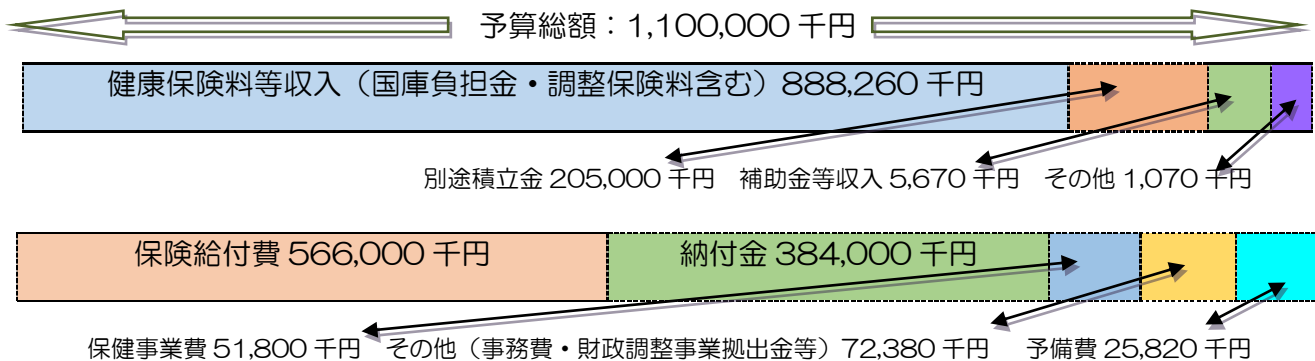 予算総額：1,100,000 千円
健康保険料等収入（国庫負担金・調整保険料含む）888,260 千円
別途積立金 205,000 千円　補助金等収入 5,670 千円　その他 1,070 千円
保険給付費 566,000 千円　納付金 384,000 千円
保健事業費 51,800 千円　その他（事務費・財政調整事業拠出金等）72,380 千円　予備費 25,820 千円